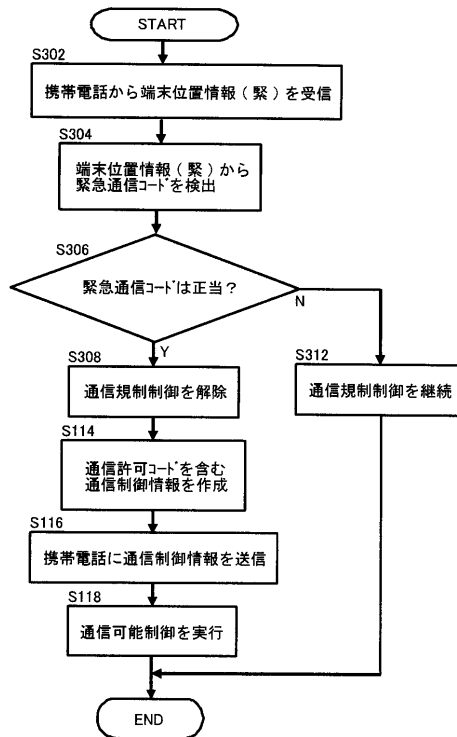 START
S302
携帯電話から端末位置情報(緊)を受信
S304
端末位置情報(緊)から
緊急通信コードを検出
S306
緊急通信コードは正当?
N
Y
S308
通信規制制御を解除
S312
通信規制制御を継続
S114
通信許可コードを含む
通信制御情報を作成
S116
携帯電話に通信制御情報を送信
S118
通信可能制御を実行
END